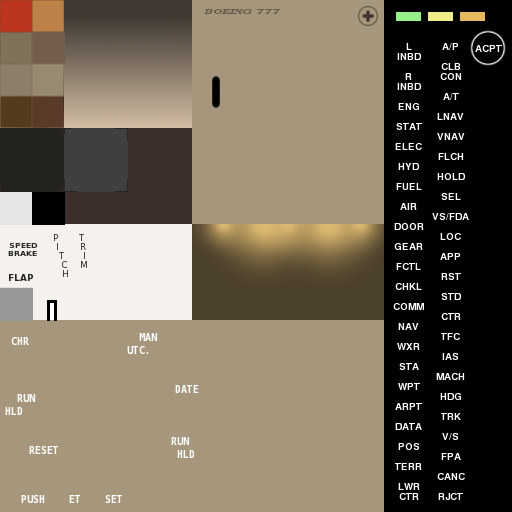 BOEING 777
SPEED
BRAKE
FLAP
PITCH
TRIM
CHR
MAN
UTC.
DATE
RUN
HLD
RESET
RUN
HLD
PUSH
ET
SET
L
INBD
R
INBD
ENG
STAT
ELEC
HYD
FUEL
AIR
DOOR
GEAR
FCTL
CHKL
COMM
NAV
WXR
STA
WPT
ARPT
DATA
POS
TERR
LWR
CTR
A/P
CLB
CON
A/T
LNAV
VNAV
FLCH
HOLD
SEL
VS/FDA
LOC
APP
RST
STD
CTR
TFC
IAS
MACH
HDG
TRK
V/S
FPA
CANC
RJCT
ACPT